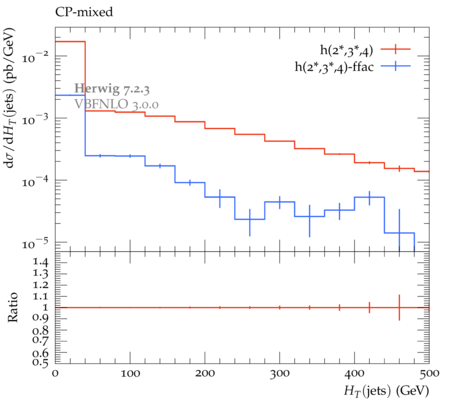 CP-mixed
h(2*,3*,4)
h(2*,3*,4)-ffac
Herwig 7.2.3
VBFNLO 3.0.0
dσ/dH_T(jets) (pb/GeV)
10⁻²
10⁻³
10⁻⁴
10⁻⁵
Ratio
1.4
1.3
1.2
1.1
1
0.9
0.8
0.7
0.6
0.5
0 100 200 300 400 500
H_T(jets) (GeV)